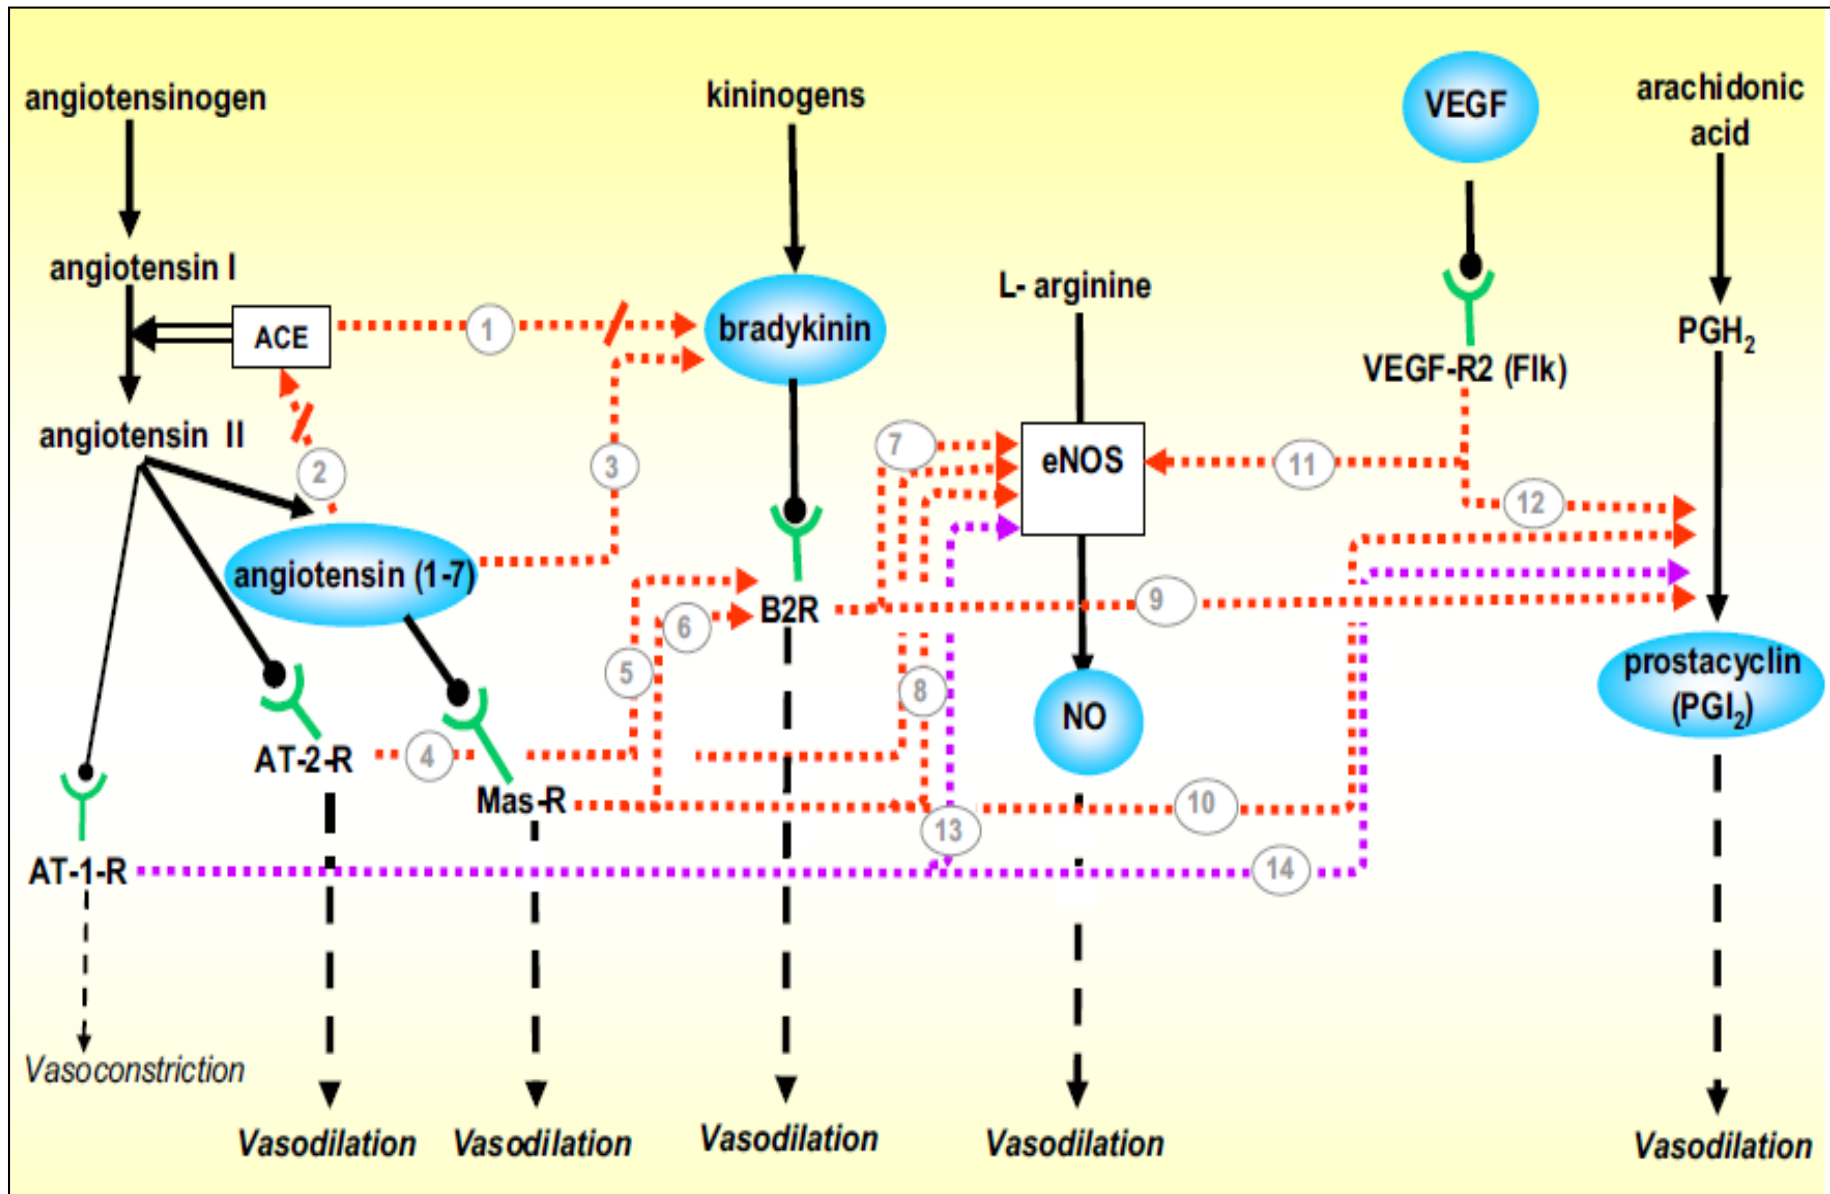 angiotensinogen
kininogens
VEGF
arachidonic
acid
angiotensin I
L- arginine
ACE
1
bradykinin
PGH₂
VEGF-R2 (Flk)
angiotensin II
2
3
7
eNOS
11
12
angiotensin (1-7)
B2R
9
6
5
8
prostacyclin
(PGI₂)
NO
AT-2-R
4
Mas-R
10
13
AT-1-R
14
Vasoconstriction
Vasodilation
Vasodilation
Vasodilation
Vasodilation
Vasodilation